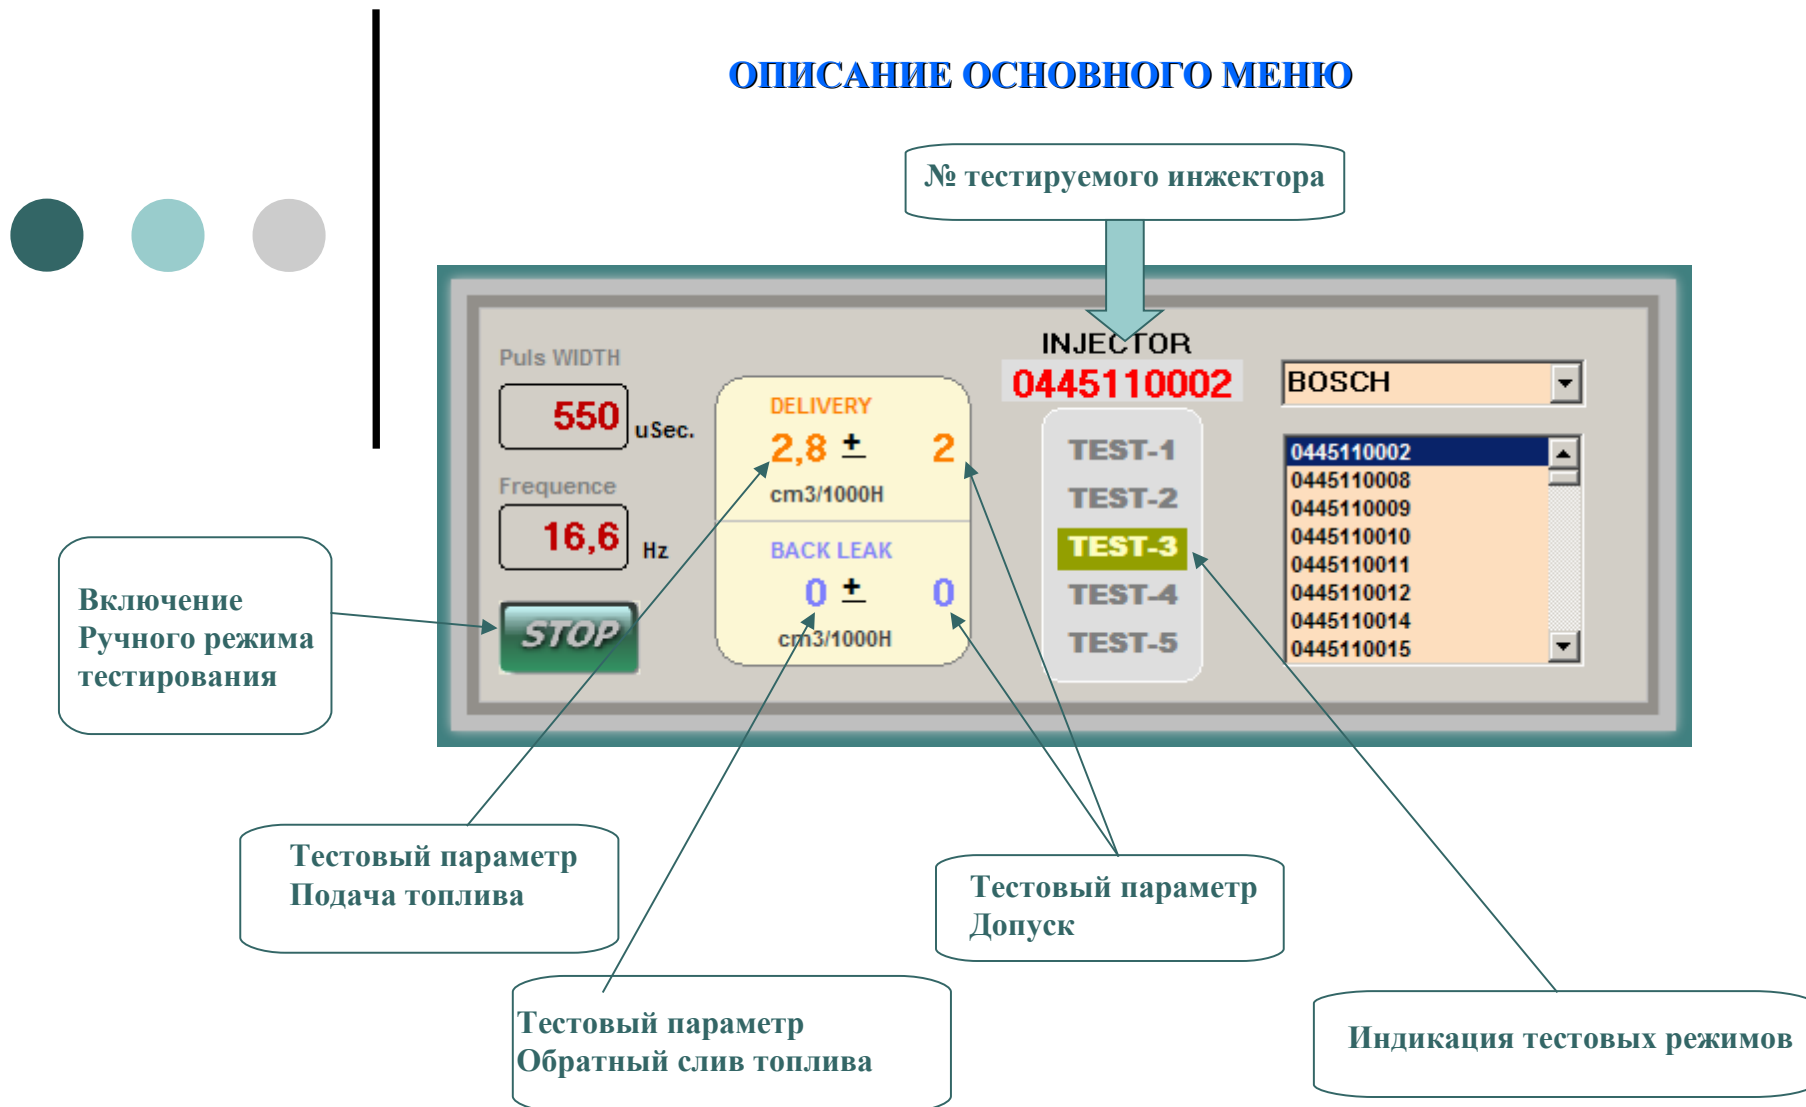 ОПИСАНИЕ ОСНОВНОГО МЕНЮ
№ тестируемого инжектора
Puls WIDTH
550 uSec.
Frequence
16,6 Hz
STOP
DELIVERY
2,8 ± 2
cm3/1000H
BACK LEAK
0 ± 0
cm3/1000H
INJECTOR
0445110002
TEST-1
TEST-2
TEST-3
TEST-4
TEST-5
BOSCH
0445110002
0445110008
0445110009
0445110010
0445110011
0445110012
0445110014
0445110015
Включение
Ручного режима
тестирования
Тестовый параметр
Подача топлива
Тестовый параметр
Допуск
Тестовый параметр
Обратный слив топлива
Индикация тестовых режимов